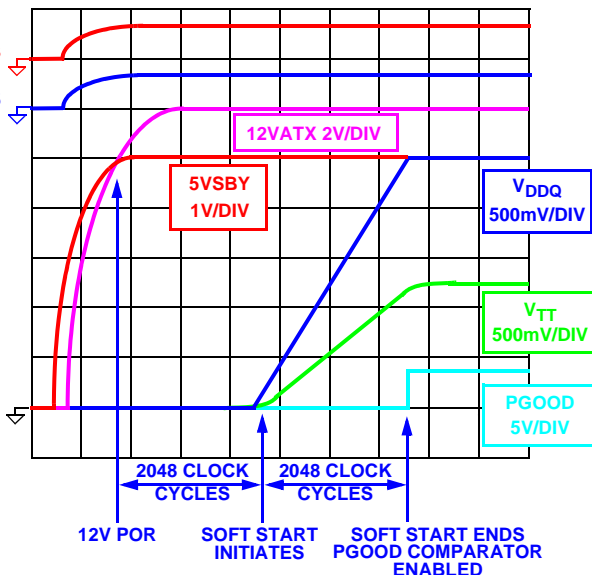 12VATX 2V/DIV
5VSBY
1V/DIV
VDDQ
500mV/DIV
VTT
500mV/DIV
PGOOD
5V/DIV
2048 CLOCK
CYCLES
2048 CLOCK
CYCLES
12V POR
SOFT START
INITIATES
SOFT START ENDS
PGOOD COMPARATOR
ENABLED